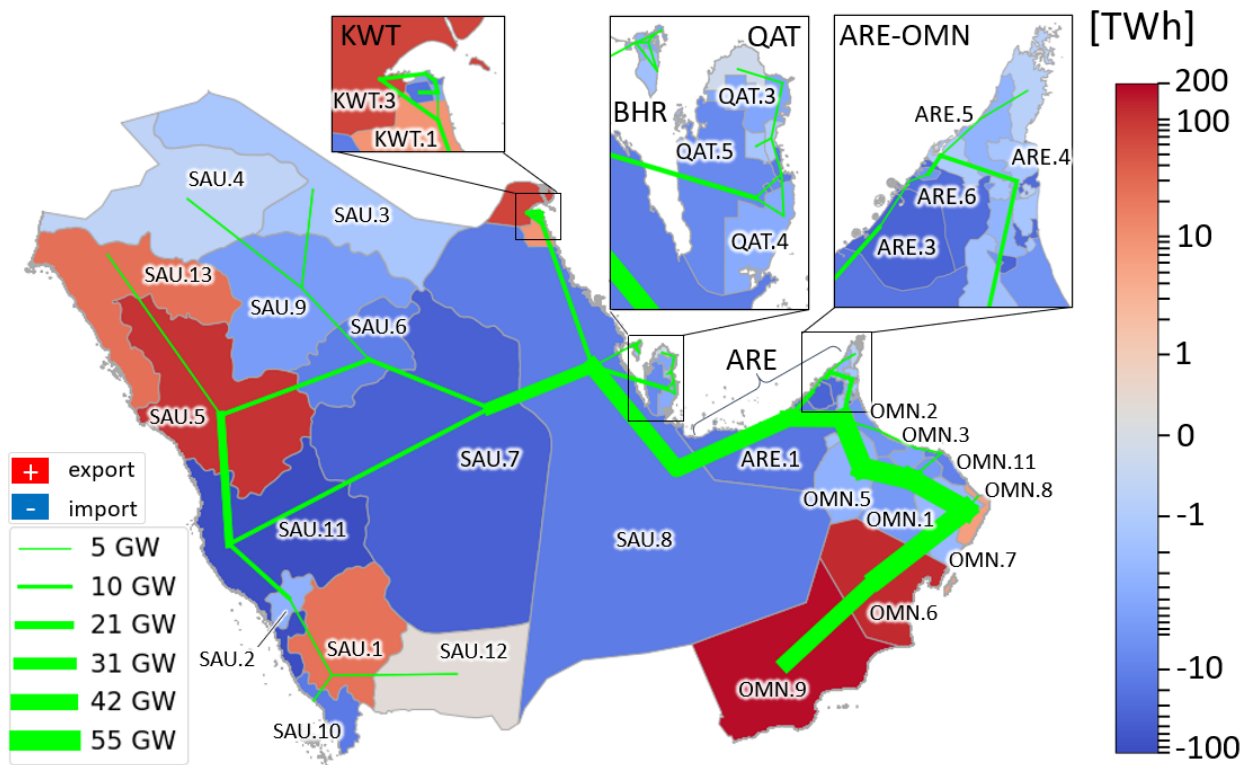 KWT
KWT.3
KWT.1
QAT
BHR
QAT.3
QAT.5
QAT.4
ARE-OMN
ARE.5
ARE.4
ARE.6
ARE.3
[TWh]
200
100
10
1
0
-1
-10
-100
SAU.4
SAU.3
SAU.13
SAU.9
SAU.6
SAU.5
SAU.7
SAU.11
SAU.8
SAU.2
SAU.1
SAU.12
SAU.10
ARE
ARE.1
OMN.2
OMN.3
OMN.11
OMN.8
OMN.5
OMN.1
OMN.7
OMN.6
OMN.9
+ export
- import
5 GW
10 GW
21 GW
31 GW
42 GW
55 GW